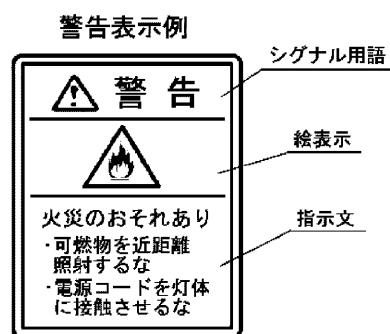 警告表示例
シグナル用語
警告
絵表示
火災のおそれあり
指示文
・可燃物を近距離
照射するな
・電源コードを灯体
に接触させるな